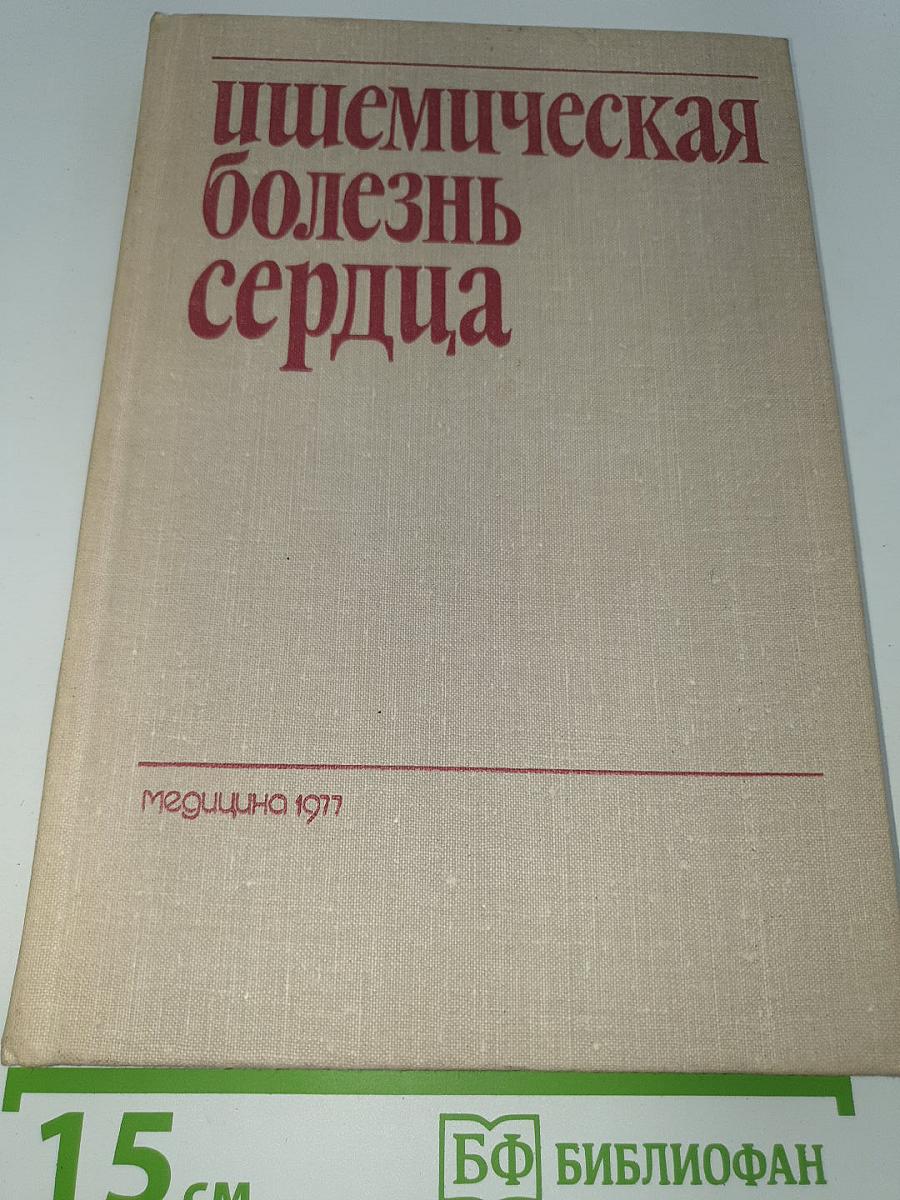 ишемическая
болезнь
сердца
медицина 1977
15 см
БФ БИБЛИОФАН